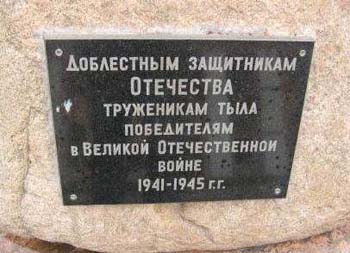 Доблестным защитникам
Отечества
труженикам тыла
победителям
в Великой Отечественной
войне
1941-1945 г.г.